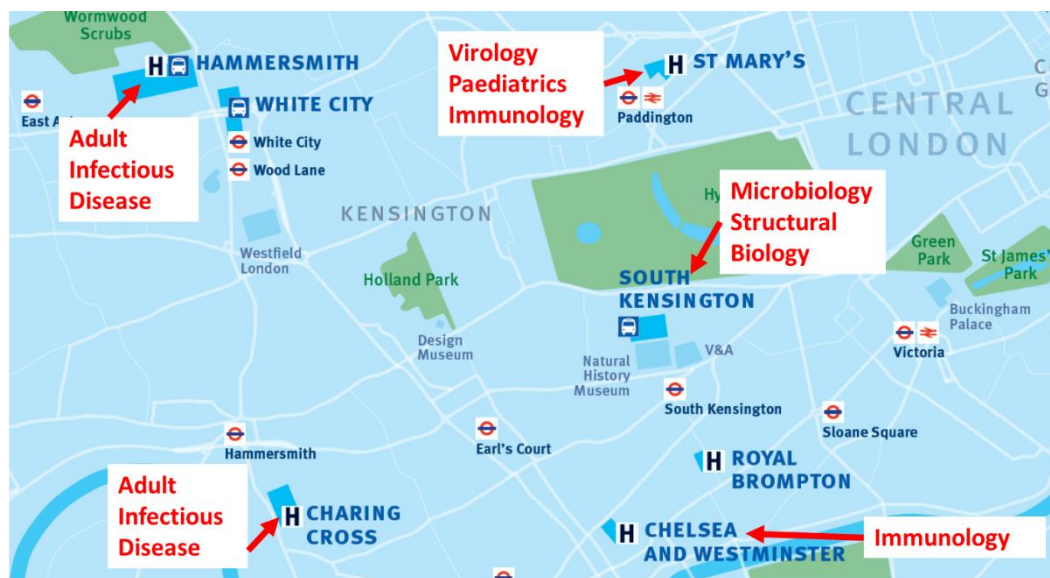 Wormwood
Scrubs
H HAMMERSMITH
East A
WHITE CITY
White City
Wood Lane
Adult
Infectious
Disease
Virology
Paediatrics
Immunology
H ST MARY'S
Paddington
C
G
CENTRAL
LONDON
KENSINGTON
Hy
Microbiology
Structural
Biology
Westfield
London
Holland Park
Design
Museum
SOUTH
KENSINGTON
Natural
History
Museum
V&A
Green
Park
St James'
Park
Buckingham
Palace
Victoria
South Kensington
Sloane Square
Earl's Court
Hammersmith
H ROYAL
BROMPTON
Adult
Infectious
Disease
H CHARING
CROSS
H CHELSEA
AND WESTMINSTER
Immunology